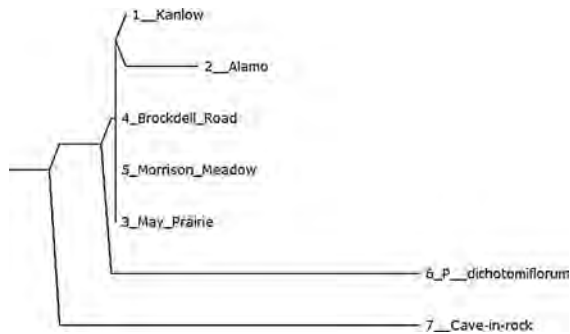 1__Kanlow
2__Alamo
4_Brockdell_Road
5_Morrison_Meadow
3_May_Prairie
6_P__dichotomiflorum
7__Cave-in-rock